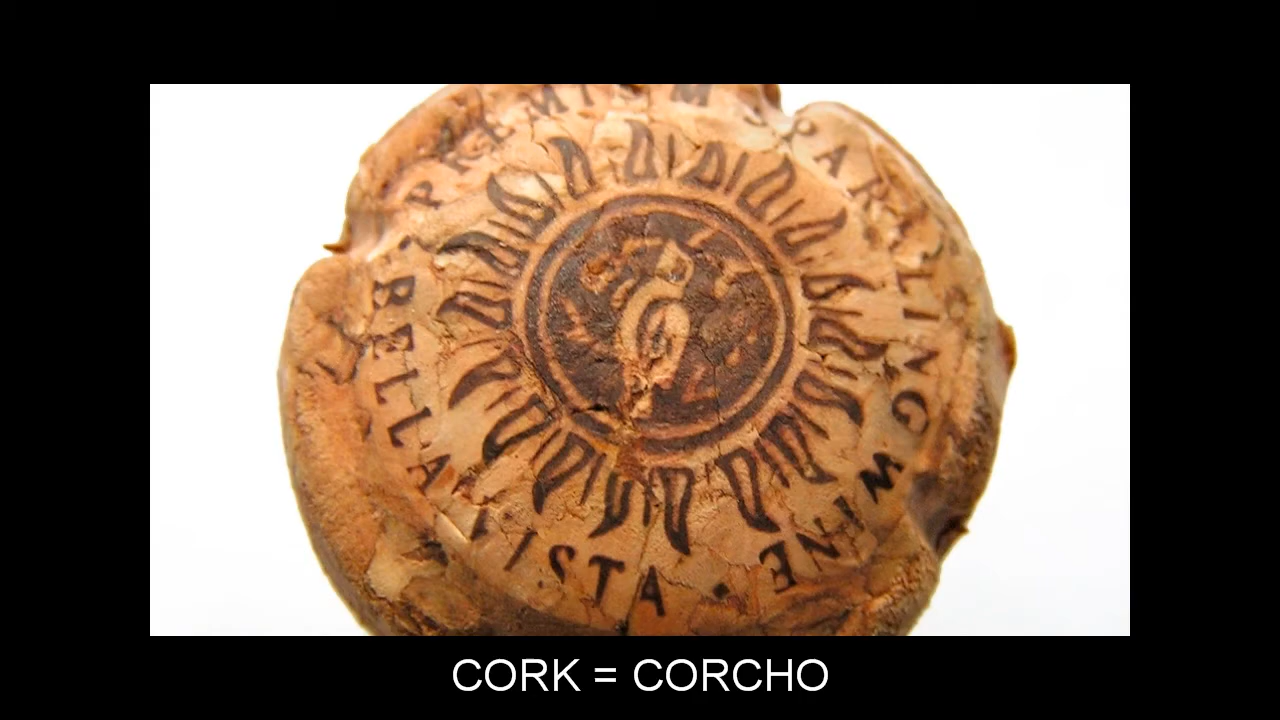 PREMIUM SPARKLING WINE
BELLAVISTA •
CORK = CORCHO